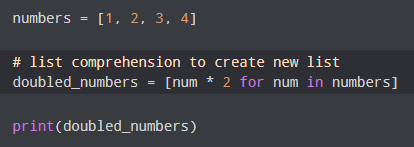 numbers = [1, 2, 3, 4]
# list comprehension to create new list
doubled_numbers = [num * 2 for num in numbers]
print(doubled_numbers)